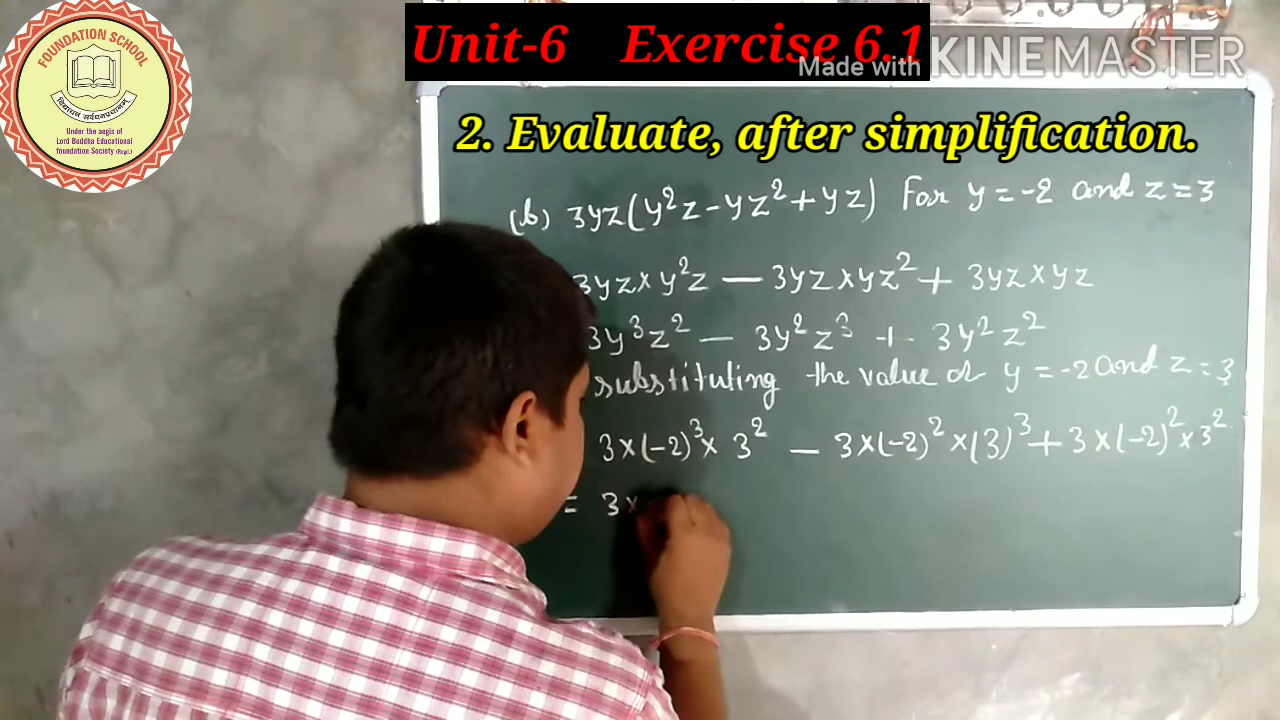 FOUNDATION SCHOOL
Under the aegis of
Lord Buddha Educational
foundation Society (Regd.)
Unit-6 Exercise 6.1
Made with KINEMASTER
2. Evaluate, after simplification.
(b) 3yz(y²z - yz² + yz) For y = -2 and z = 3
3yz × y²z - 3yz × yz² + 3yz × yz
3y³z² - 3y²z³ + 3y²z²
substituting the value of y = -2 and z = 3
3×(-2)³× 3² - 3×(-2)²×(3)³ + 3×(-2)²×3²
= 3×